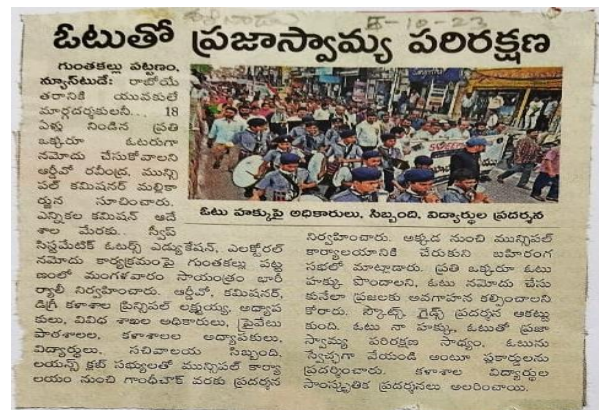 5-10-23
ఓటుతో ప్రజాస్వామ్య పరిరక్షణ
గుంతకల్లు పట్టణం,
న్యూస్‌టుడే: రాబోయే
తరానికి యువకులే
మార్గదర్శకులనీ... 18
ఏళ్లు నిండిన ప్రతి
ఒక్కరూ ఓటరుగా
నమోదు చేసుకోవాలని
ఆర్డీవో రవీంద్ర, మున్సి
పల్ కమిషనర్ మల్లికా
ర్జున సూచించారు.
ఎన్నికల కమిషన్ ఆదే
శాల మేరకు.. స్వీప్
సిస్టమేటిక్ ఓటర్స్ ఎడ్యుకేషన్, ఎలక్టోరల్
నమోదు కార్యక్రమంపై గుంతకల్లు పట్ట
ణంలో మంగళవారం సాయంత్రం భారీ
ర్యాలీ నిర్వహించారు. ఆర్డీవో, కమిషనర్,
డిగ్రీ కళాశాల ప్రిన్సిపల్ లక్ష్మయ్య, అధ్యాప
కులు, వివిధ శాఖల అధికారులు, ప్రైవేటు
పాఠశాలల, కళాశాలల అధ్యాపకులు,
విద్యార్థులు, సచివాలయ సిబ్బంది,
లయన్స్ క్లబ్ సభ్యులతో మున్సిపల్ కార్యా
లయం నుంచి గాంధీచౌక్ వరకు ప్రదర్శన
ఓటు హక్కుపై అధికారులు, సిబ్బంది, విద్యార్థుల ప్రదర్శన
నిర్వహించారు. అక్కడ నుంచి మున్సిపల్
కార్యాలయానికి చేరుకుని బహిరంగ
సభలో మాట్లాడారు. ప్రతి ఒక్కరూ ఓటు
హక్కు పొందాలని, ఓటు నమోదు చేసు
కునేలా ప్రజలకు అవగాహన కల్పించాలని
కోరారు. స్కౌట్స్ గైడ్స్ ప్రదర్శన ఆకట్టు
కుంది. ఓటు నా హక్కు, ఓటుతో ప్రజా
స్వామ్య పరిరక్షణ సాధ్యం, ఓటును
స్వేచ్ఛగా వేయండి అంటూ ప్లకార్డులను
ప్రదర్శించారు. కళాశాల విద్యార్థుల
సాంస్కృతిక ప్రదర్శనలు అలరించాయి.